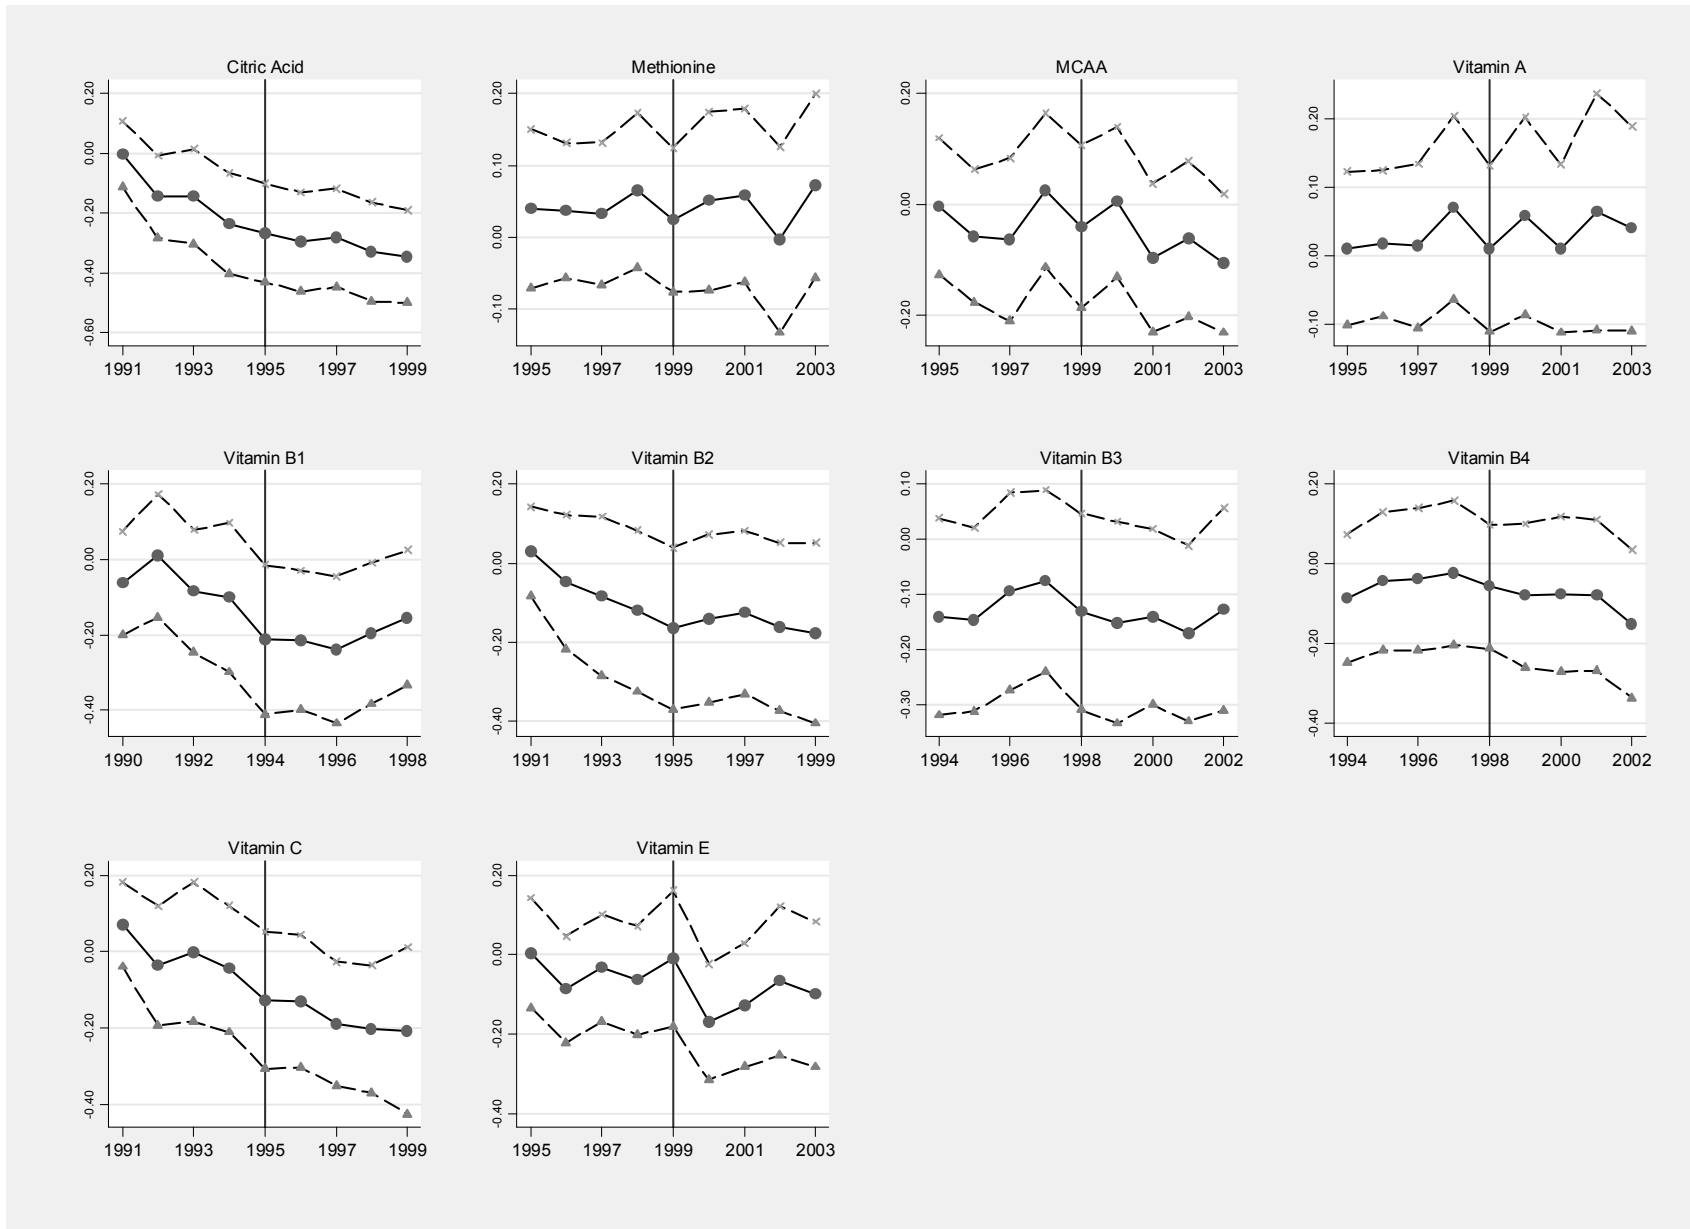 Citric Acid
0.20
0.00
-0.20
-0.40
-0.60
1991 1993 1995 1997 1999
Methionine
0.20
0.10
0.00
-0.10
1995 1997 1999 2001 2003
MCAA
0.20
0.00
-0.20
1995 1997 1999 2001 2003
Vitamin A
0.20
0.10
0.00
-0.10
1995 1997 1999 2001 2003
Vitamin B1
0.20
0.00
-0.20
-0.40
1990 1992 1994 1996 1998
Vitamin B2
0.20
0.00
-0.20
-0.40
1991 1993 1995 1997 1999
Vitamin B3
0.10
0.00
-0.10
-0.20
-0.30
1994 1996 1998 2000 2002
Vitamin B4
0.20
0.00
-0.20
-0.40
1994 1996 1998 2000 2002
Vitamin C
0.20
0.00
-0.20
-0.40
1991 1993 1995 1997 1999
Vitamin E
0.20
0.00
-0.20
-0.40
1995 1997 1999 2001 2003